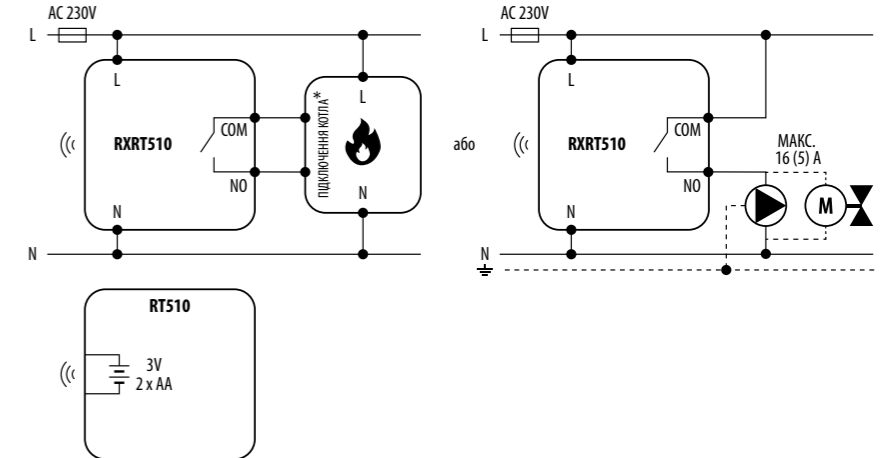 AC 230V
L
L
RXRT510
COM
NO
N
N
ПІДКЛЮЧЕННЯ КОТЛА*
L
N
або
AC 230V
L
L
RXRT510
COM
NO
N
N
МАКС.
16 (5) A
M
RT510
3V
2 x AA